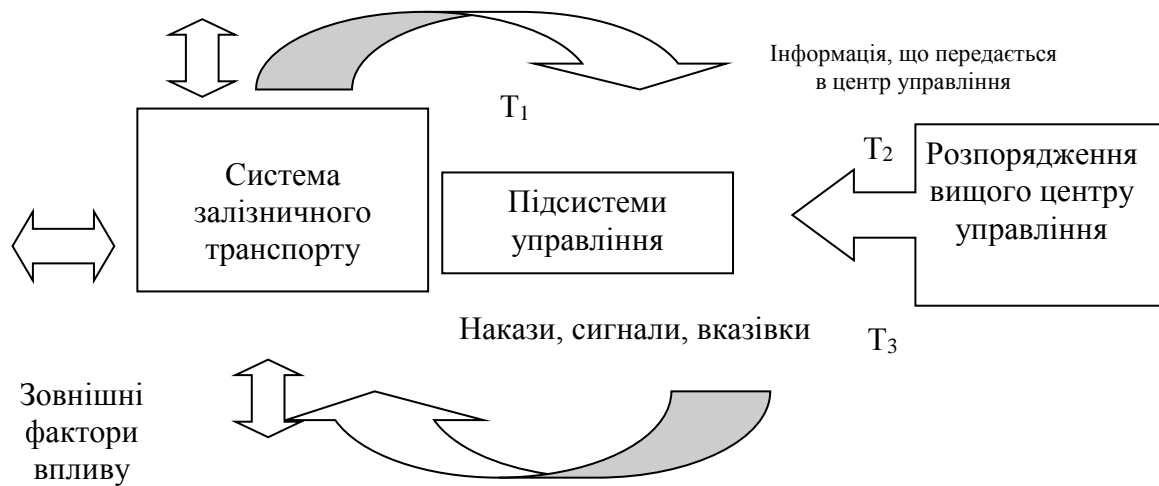 Інформація, що передається
в центр управління
T₁
Система
залізничного
транспорту
Підсистеми
управління
T₂
Розпорядження
вищого центру
управління
Накази, сигнали, вказівки
T₃
Зовнішні
фактори
впливу